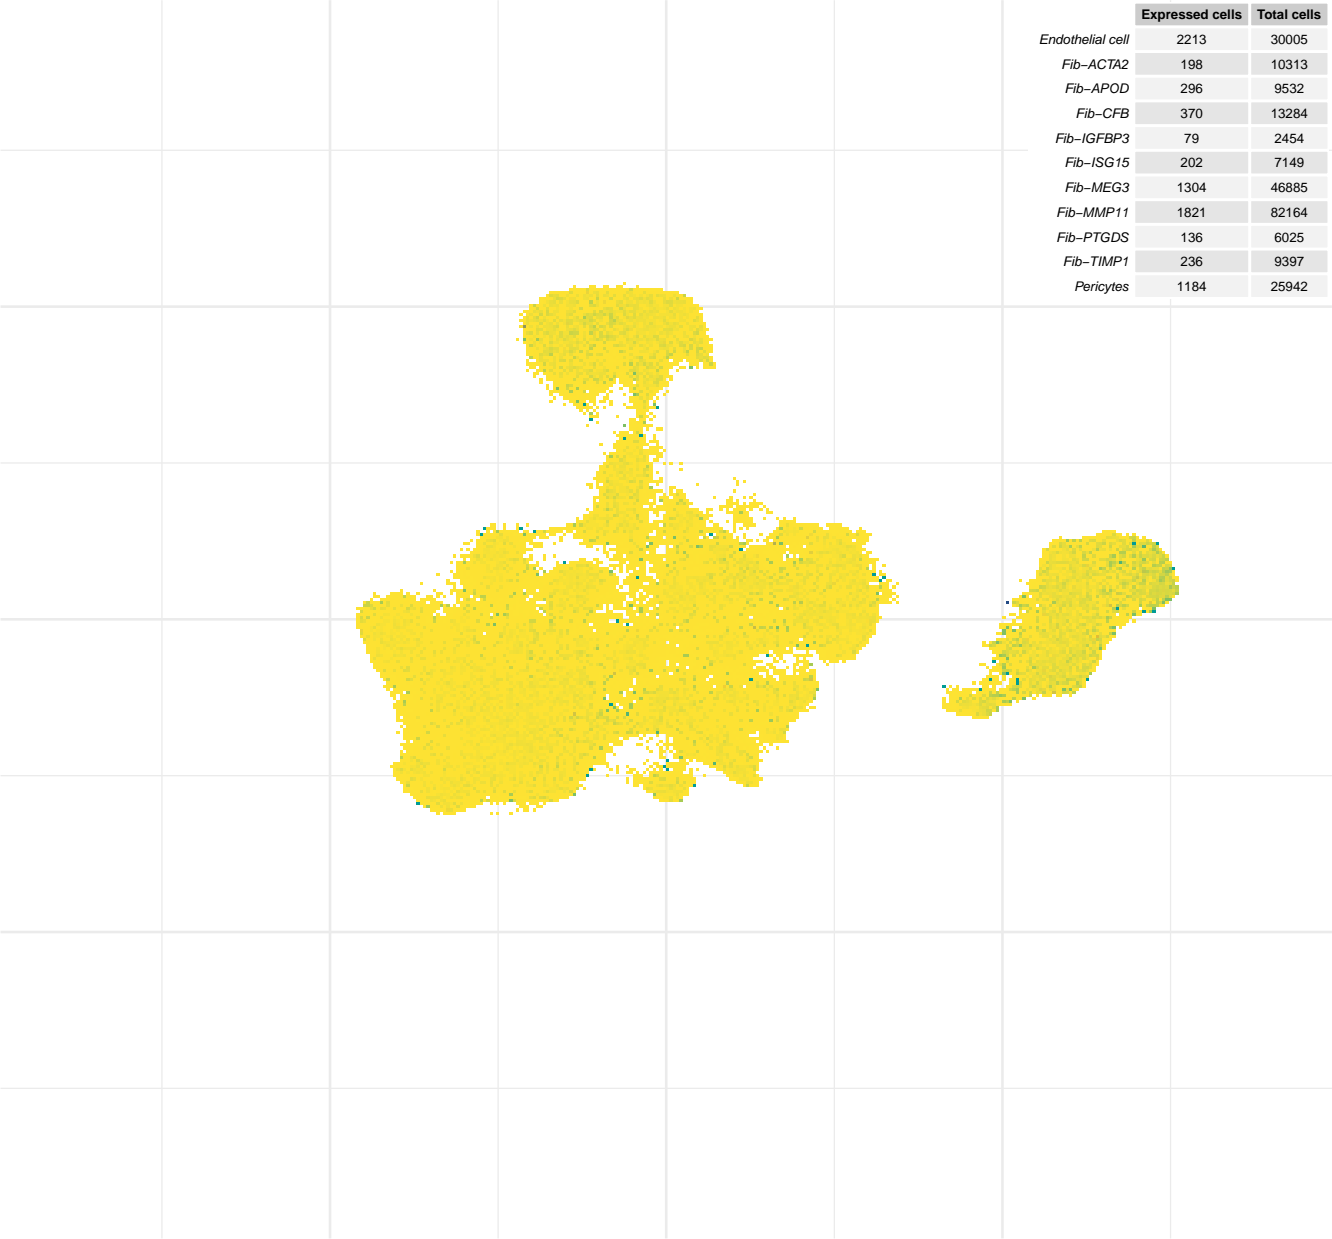 Expressed cells Total cells
Endothelial cell 2213 30005
Fib−ACTA2 198 10313
Fib−APOD 296 9532
Fib−CFB 370 13284
Fib−IGFBP3 79 2454
Fib−ISG15 202 7149
Fib−MEG3 1304 46885
Fib−MMP11 1821 82164
Fib−PTGDS 136 6025
Fib−TIMP1 236 9397
Pericytes 1184 25942